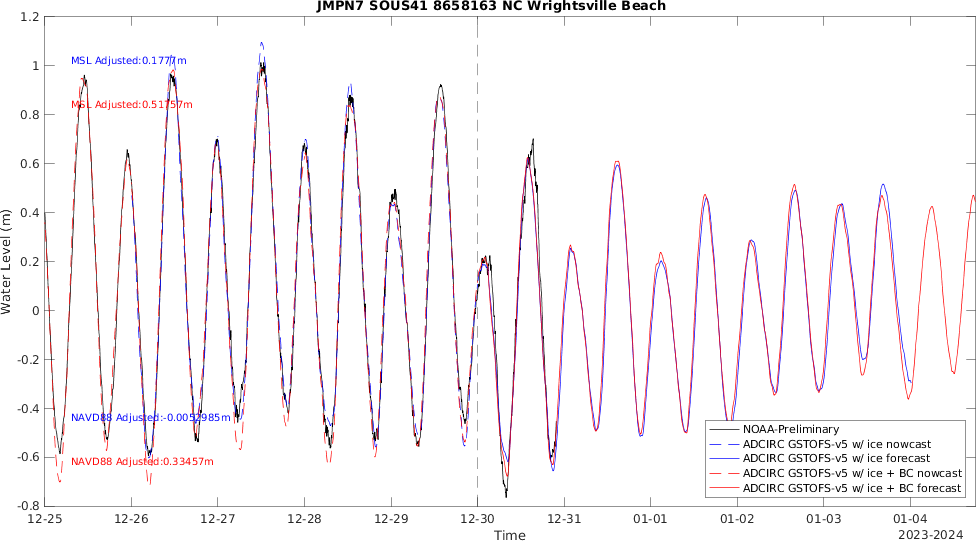 JMPN7 SOUS41 8658163 NC Wrightsville Beach
1.2
1
0.8
0.6
0.4
0.2
0
-0.2
-0.4
-0.6
-0.8
Water Level (m)
MSL Adjusted:0.1777m
MSL Adjusted:0.51757m
NAVD88 Adjusted:-0.0052985m
NAVD88 Adjusted:0.33457m
NOAA-Preliminary
ADCIRC GSTOFS-v5 w/ ice nowcast
ADCIRC GSTOFS-v5 w/ ice forecast
ADCIRC GSTOFS-v5 w/ ice + BC nowcast
ADCIRC GSTOFS-v5 w/ ice + BC forecast
12-25 12-26 12-27 12-28 12-29 12-30 12-31 01-01 01-02 01-03 01-04
Time
2023-2024